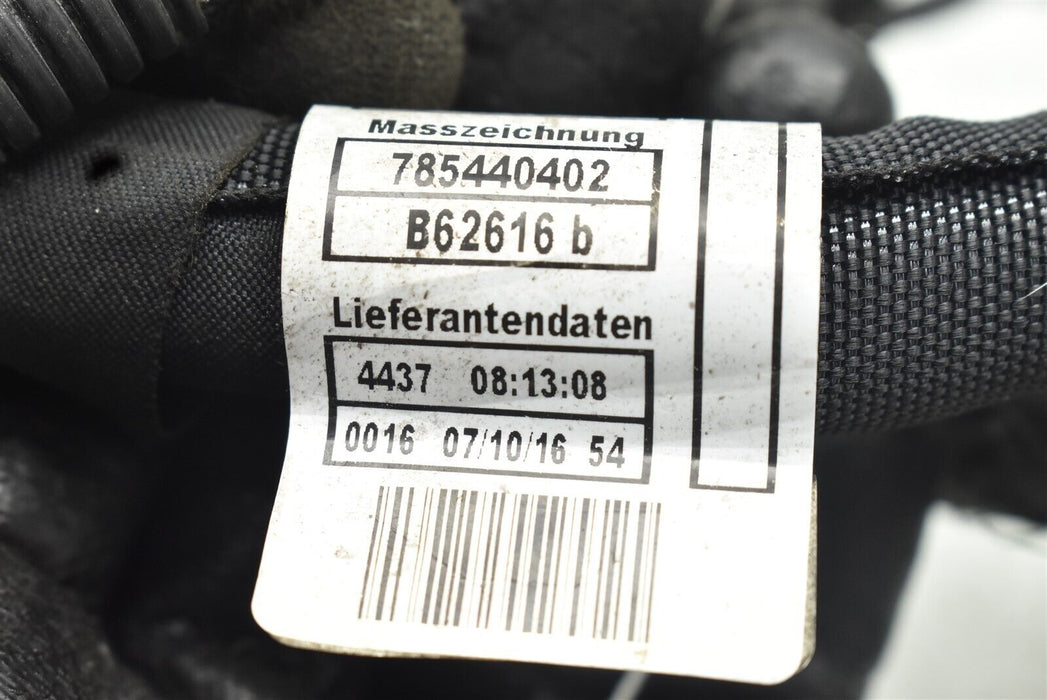 Masszeichnung
785440402
B62616 b
Lieferantendaten
4437 08:13:08
0016 07/10/16 54